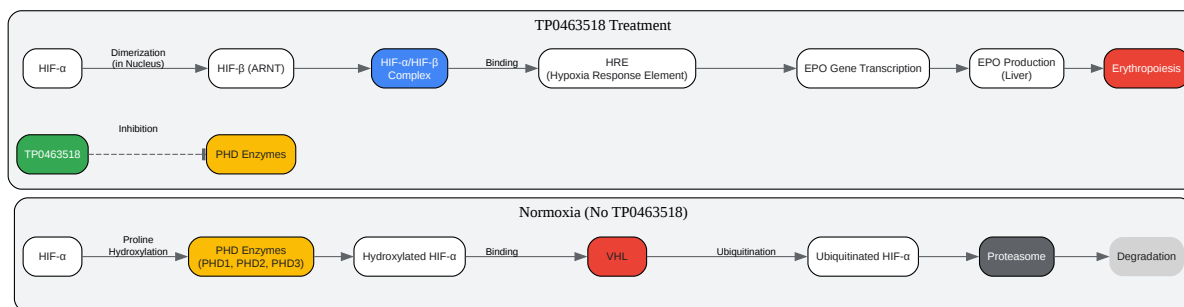 TP0463518 Treatment
HIF-α
Dimerization
(in Nucleus)
HIF-β (ARNT)
HIF-α/HIF-β
Complex
Binding
HRE
(Hypoxia Response Element)
EPO Gene Transcription
EPO Production
(Liver)
Erythropoiesis
TP0463518
Inhibition
PHD Enzymes
Normoxia (No TP0463518)
HIF-α
Proline
Hydroxylation
PHD Enzymes
(PHD1, PHD2, PHD3)
Hydroxylated HIF-α
Binding
VHL
Ubiquitination
Ubiquitinated HIF-α
Proteasome
Degradation